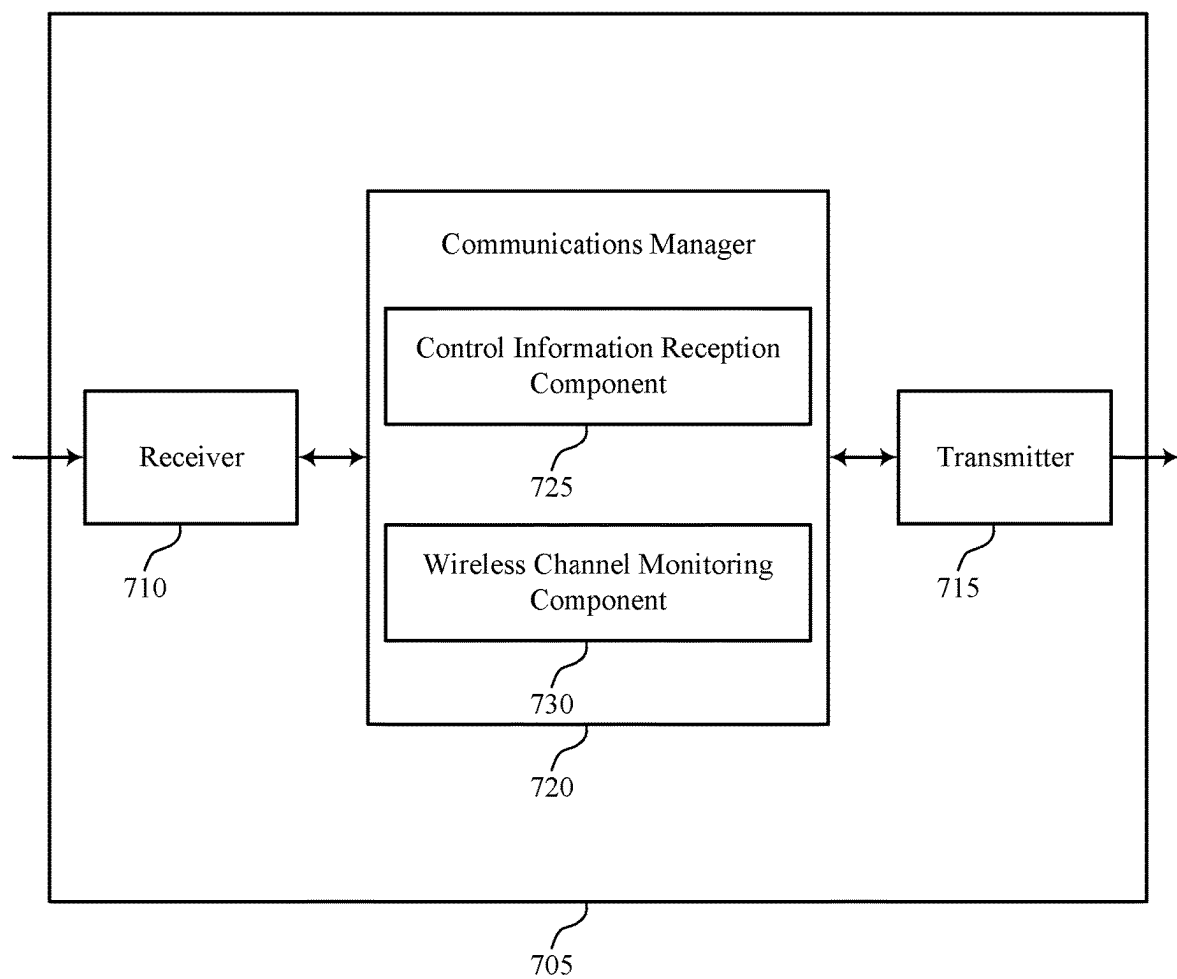 Communications Manager
Control Information Reception
Component
725
Receiver
710
Transmitter
715
Wireless Channel Monitoring
Component
730
720
705